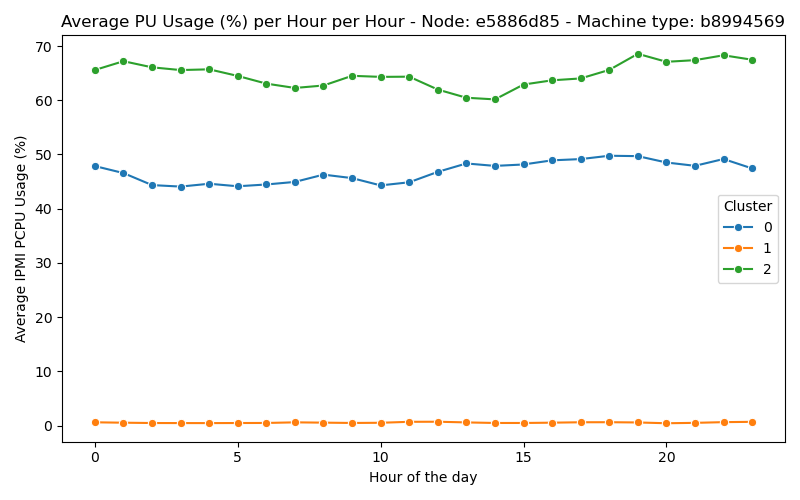 Average PU Usage (%) per Hour per Hour - Node: e5886d85 - Machine type: b8994569
Average IPMI PCPU Usage (%)
70
60
50
40
30
20
10
0
Cluster
0
1
2
0 5 10 15 20
Hour of the day